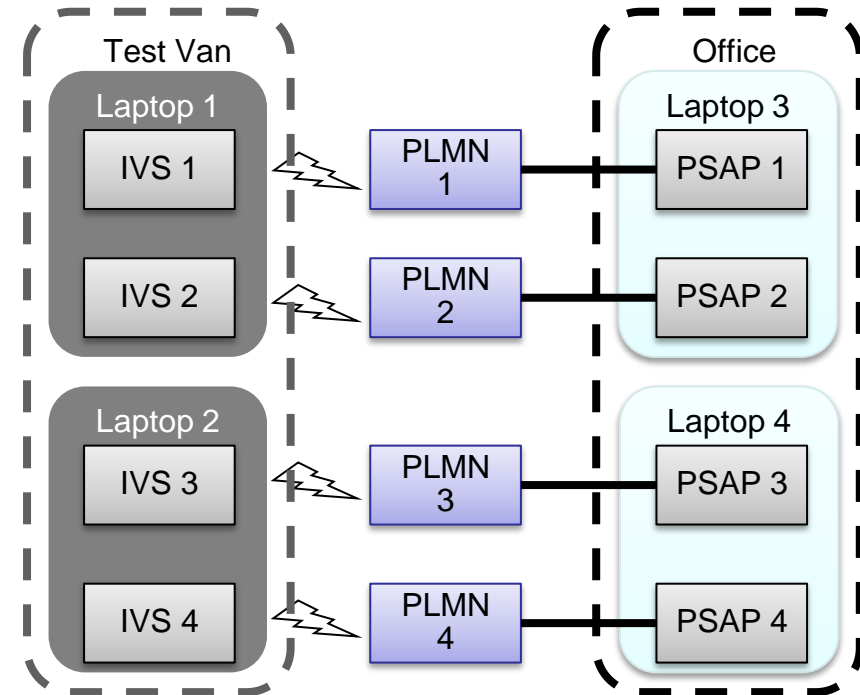 Test Van
Office
Laptop 1
Laptop 3
IVS 1
PLMN
1
PSAP 1
IVS 2
PLMN
2
PSAP 2
Laptop 2
Laptop 4
IVS 3
PLMN
3
PSAP 3
IVS 4
PLMN
4
PSAP 4